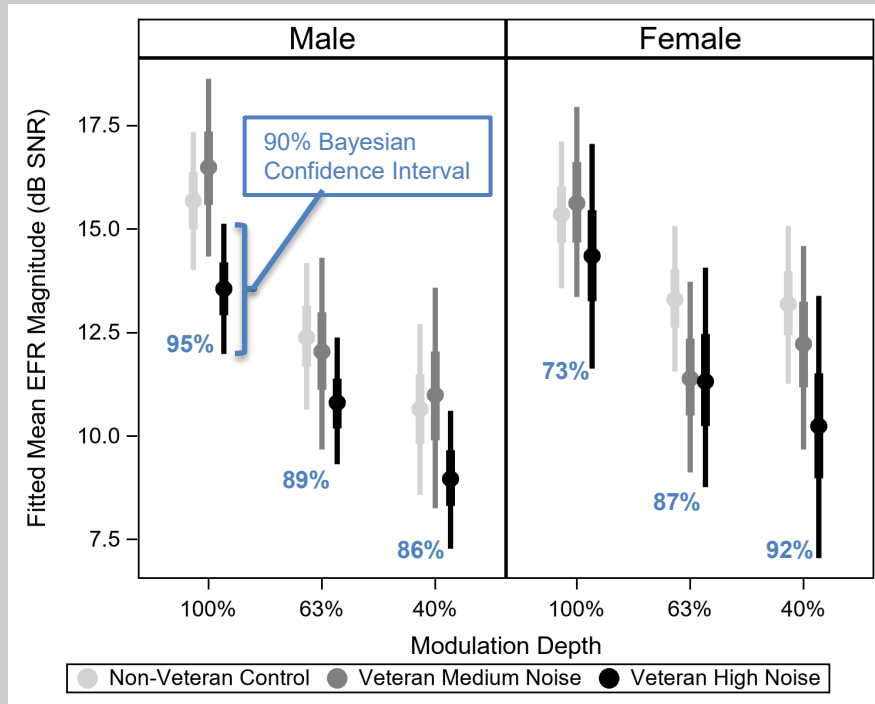 Male
Female
Fitted Mean EFR Magnitude (dB SNR)
17.5
15.0
12.5
10.0
7.5
90% Bayesian
Confidence Interval
95%
89%
86%
73%
87%
92%
100%
63%
40%
100%
63%
40%
Modulation Depth
Non-Veteran Control
Veteran Medium Noise
Veteran High Noise